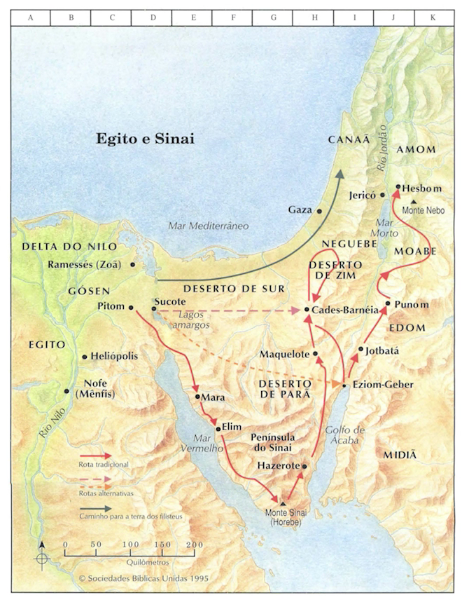 A B C D E F G H I J K
Egito e Sinai
CANAÃ
AMOM
Rio Jordão
Jericó
Hesbom
Monte Nebo
Gaza
Mar Mediterrâneo
Mar
Morto
NEGUEBE
MOABE
DELTA DO NILO
Ramessés (Zoã)
DESERTO
DE ZIM
GÓSEN
DESERTO DE SUR
Pitom
Sucote
Lagos
amargos
Cades-Barnéia
Punom
EDOM
EGITO
Heliópolis
Maquelote
Jotbatá
Nofe
(Mênfis)
DESERTO
DE PARÃ
Eziom-Geber
Mara
Rio Nilo
Elim
Mar
Vermelho
Península
do Sinai
Golfo de
Acaba
MIDIÃ
Hazerote
Monte Sinai
(Horebe)
Rota tradicional
Rotas alternativas
Caminho para a terra dos filisteus
0 50 100 150 200
Quilômetros
© Sociedades Bíblicas Unidas 1995